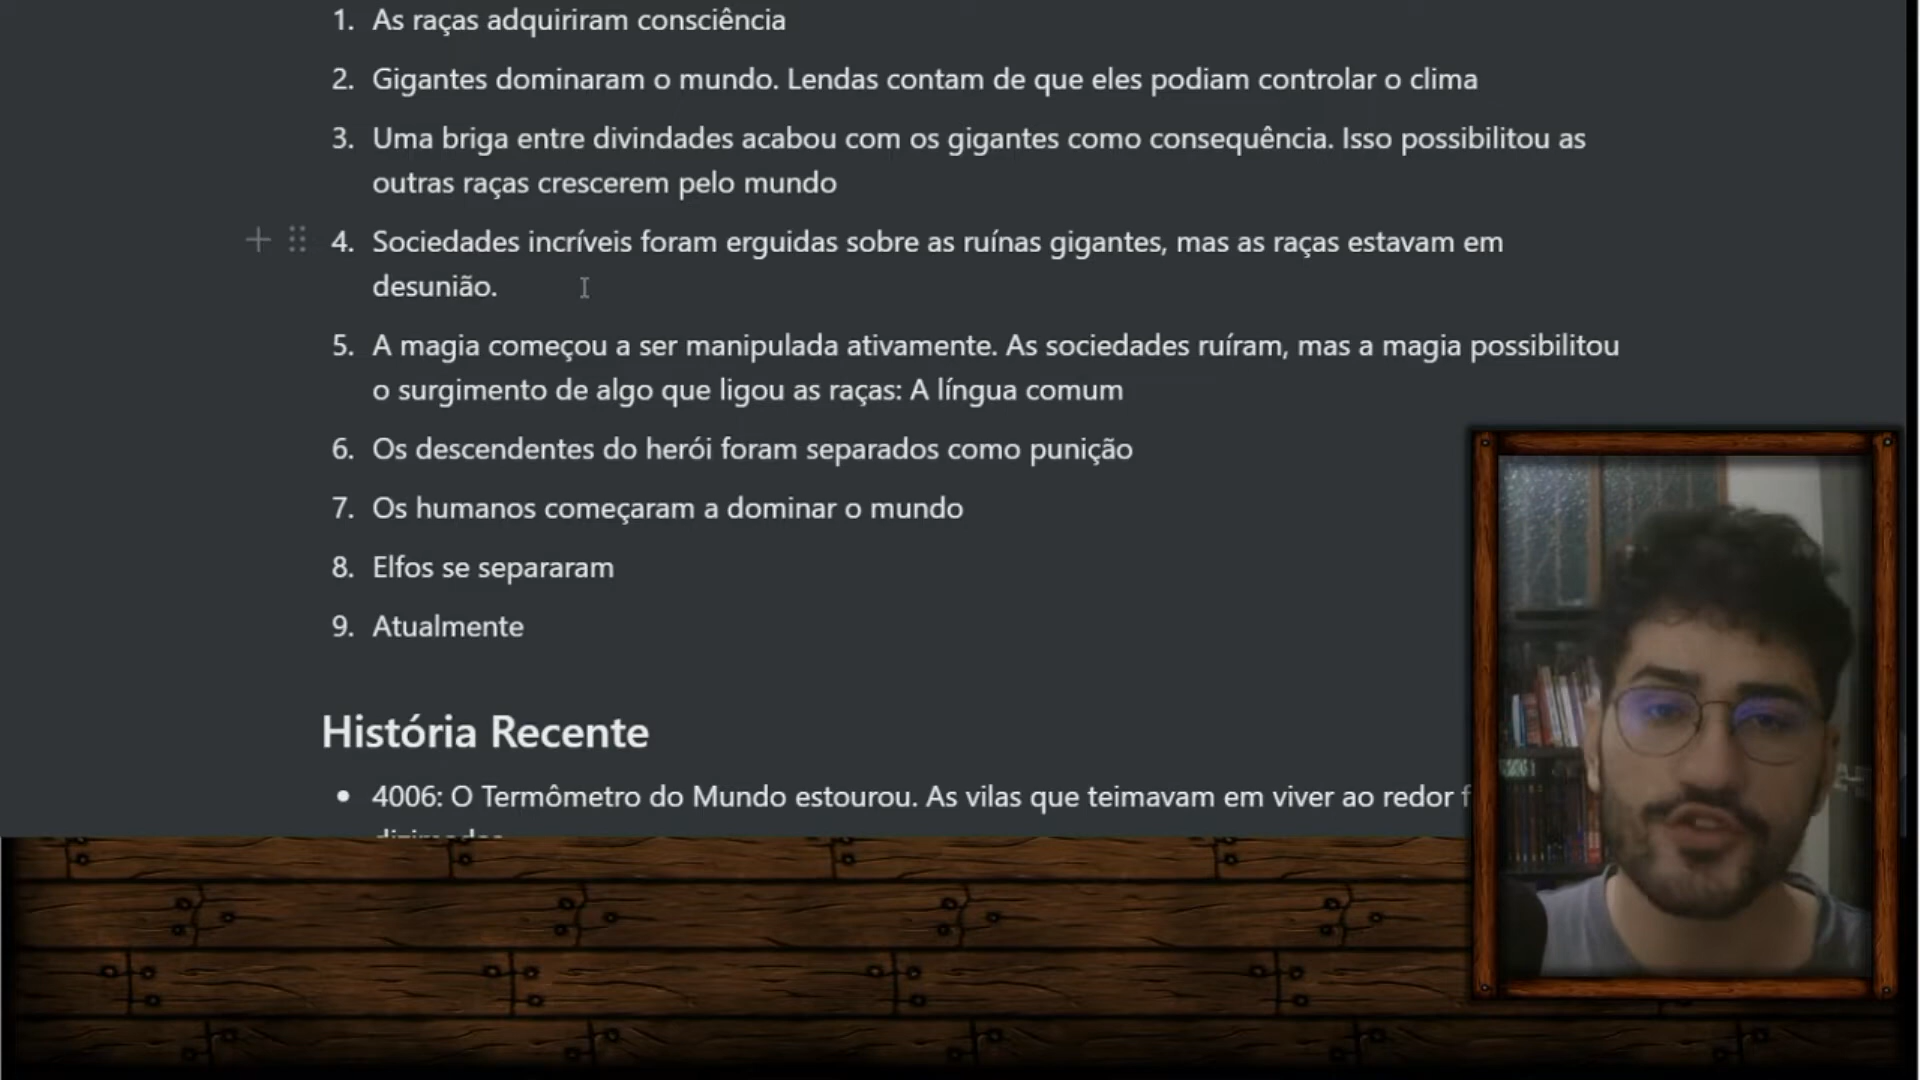 1. As raças adquiriram consciência
2. Gigantes dominaram o mundo. Lendas contam de que eles podiam controlar o clima
3. Uma briga entre divindades acabou com os gigantes como consequência. Isso possibilitou as
outras raças crescerem pelo mundo
4. Sociedades incríveis foram erguidas sobre as ruínas gigantes, mas as raças estavam em
desunião.
5. A magia começou a ser manipulada ativamente. As sociedades ruíram, mas a magia possibilitou
o surgimento de algo que ligou as raças: A língua comum
6. Os descendentes do herói foram separados como punição
7. Os humanos começaram a dominar o mundo
8. Elfos se separaram
9. Atualmente
História Recente
• 4006: O Termômetro do Mundo estourou. As vilas que teimavam em viver ao redor